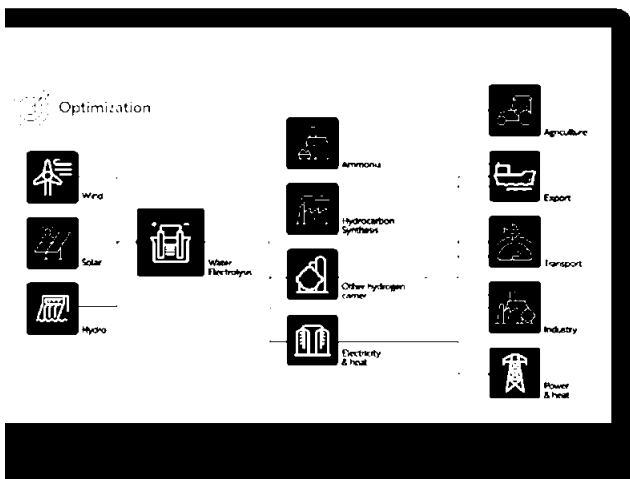 Optimization
Wind
Solar
Hydro
Water
Electrolysis
Ammonia
Hydrocarbon
Synthesis
Other hydrogen
carrier
Electricity
& heat
Agriculture
Export
Transport
Industry
Power
& heat